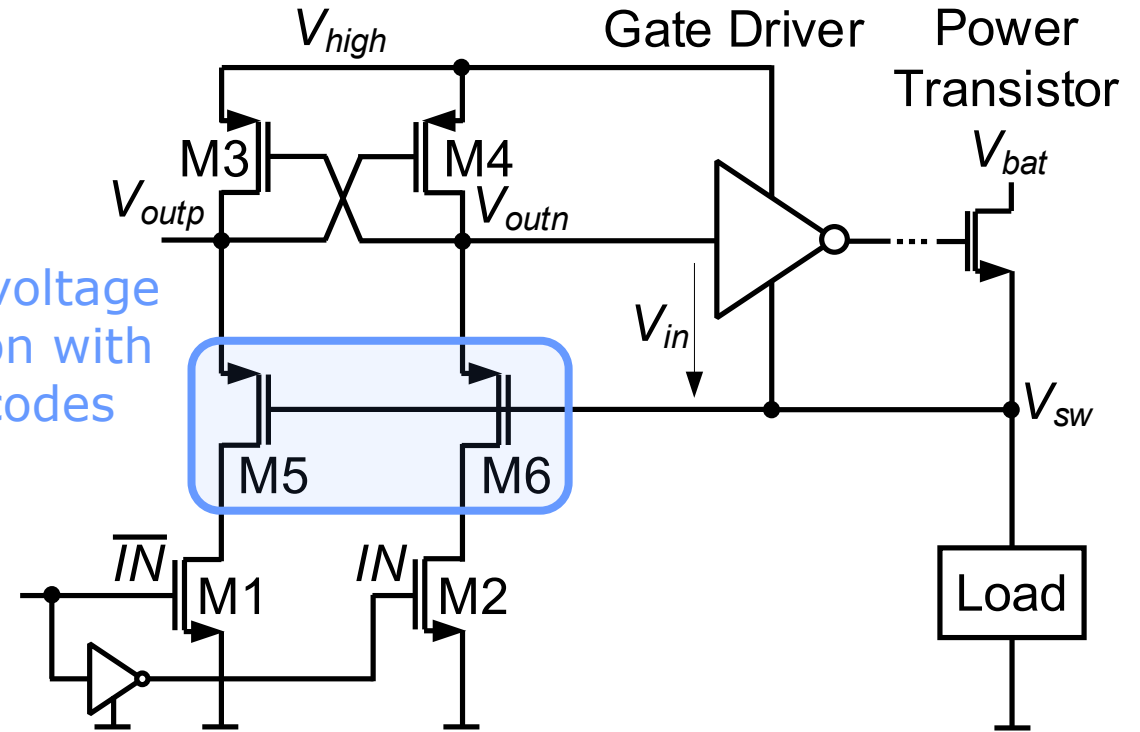 V_high
Gate Driver
Power
Transistor
M3
M4
V_bat
V_outp
V_outn
voltage
on with
codes
V_in
V_sw
M5
M6
IN̅
IN
M1
M2
Load